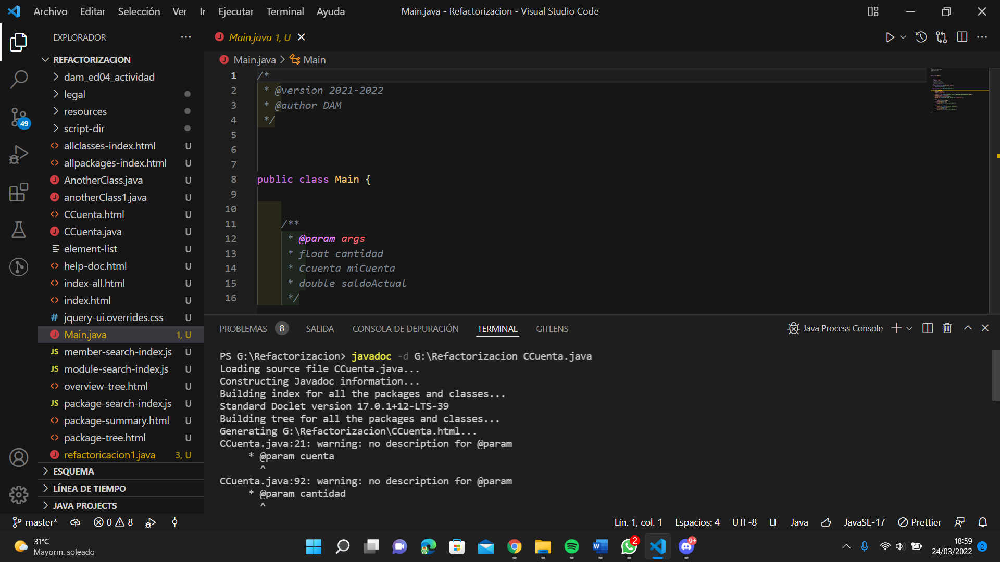 Archivo Editar Selección Ver Ir Ejecutar Terminal Ayuda
Main.java - Refactorizacion - Visual Studio Code
EXPLORADOR
REFACTORIZACION
dam_ed04_actividad
legal
resources
script-dir
allclasses-index.html U
allpackages-index.html U
AnotherClass.java U
anotherClass1.java U
CCuenta.html U
CCuenta.java U
element-list U
help-doc.html U
index-all.html U
index.html U
jquery-ui.overrides.css U
Main.java 1, U
member-search-index.js U
module-search-index.js U
overview-tree.html U
package-search-index.js U
package-summary.html U
package-tree.html U
refactoricacion1.java 3, U
ESQUEMA
LÍNEA DE TIEMPO
JAVA PROJECTS
49
Main.java 1, U
Main.java > Main
1 /*
2 * @version 2021-2022
3 * @author DAM
4 */
5
6
7
8 public class Main {
9
10
11 /**
12 * @param args
13 * float cantidad
14 * Ccuenta miCuenta
15 * double saldoActual
16 */
PROBLEMAS 8 SALIDA CONSOLA DE DEPURACIÓN TERMINAL GITLENS
Java Process Console
PS G:\Refactorizacion> javadoc -d G:\Refactorizacion CCuenta.java
Loading source file CCuenta.java...
Constructing Javadoc information...
Building index for all the packages and classes...
Standard Doclet version 17.0.1+12-LTS-39
Building tree for all the packages and classes...
Generating G:\Refactorizacion\CCuenta.html...
CCuenta.java:21: warning: no description for @param
* @param cuenta
^
CCuenta.java:92: warning: no description for @param
* @param cantidad
^
master* 0 8
Lín. 1, col. 1 Espacios: 4 UTF-8 LF Java JavaSE-17 Prettier
31°C
Mayorm. soleado
2
9+
18:59
24/03/2022
2